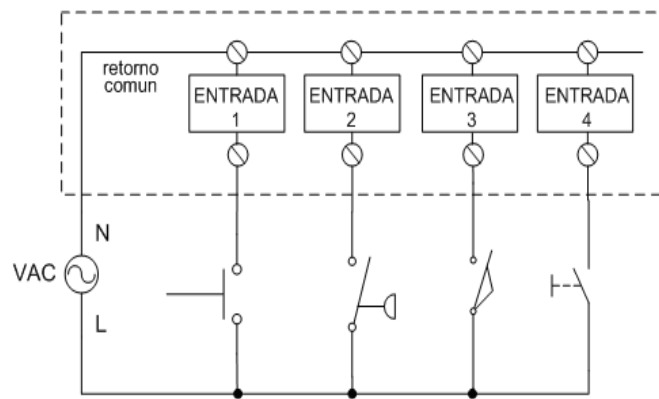 retorno
comun
ENTRADA
1
ENTRADA
2
ENTRADA
3
ENTRADA
4
N
VAC
L